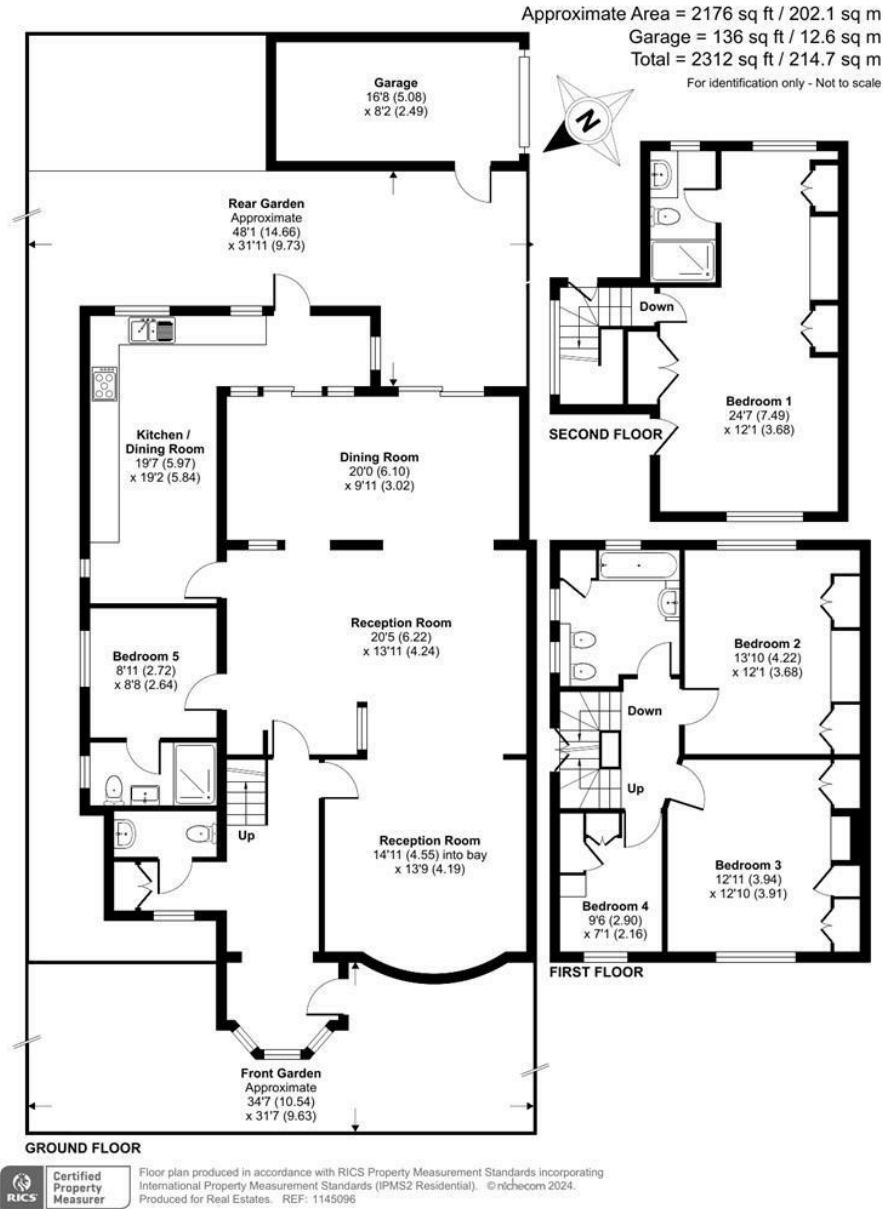 Approximate Area = 2176 sq ft / 202.1 sq m
Garage = 136 sq ft / 12.6 sq m
Total = 2312 sq ft / 214.7 sq m
For identification only - Not to scale
N
Garage
16'8 (5.08)
x 8'2 (2.49)
Rear Garden
Approximate
48'1 (14.66)
x 31'11 (9.73)
Kitchen /
Dining Room
19'7 (5.97)
x 19'2 (5.84)
Dining Room
20'0 (6.10)
x 9'11 (3.02)
Reception Room
20'5 (6.22)
x 13'11 (4.24)
Bedroom 5
8'11 (2.72)
x 8'8 (2.64)
Up
Reception Room
14'11 (4.55) into bay
x 13'9 (4.19)
Front Garden
Approximate
34'7 (10.54)
x 31'7 (9.63)
GROUND FLOOR
Down
Bedroom 1
24'7 (7.49)
x 12'1 (3.68)
SECOND FLOOR
Bedroom 2
13'10 (4.22)
x 12'1 (3.68)
Down
Up
Bedroom 3
12'11 (3.94)
x 12'10 (3.91)
Bedroom 4
9'6 (2.90)
x 7'1 (2.16)
FIRST FLOOR
RICS
Certified
Property
Measurer
Floor plan produced in accordance with RICS Property Measurement Standards incorporating
International Property Measurement Standards (IPMS2 Residential). © nichecom 2024.
Produced for Real Estates. REF: 1145096